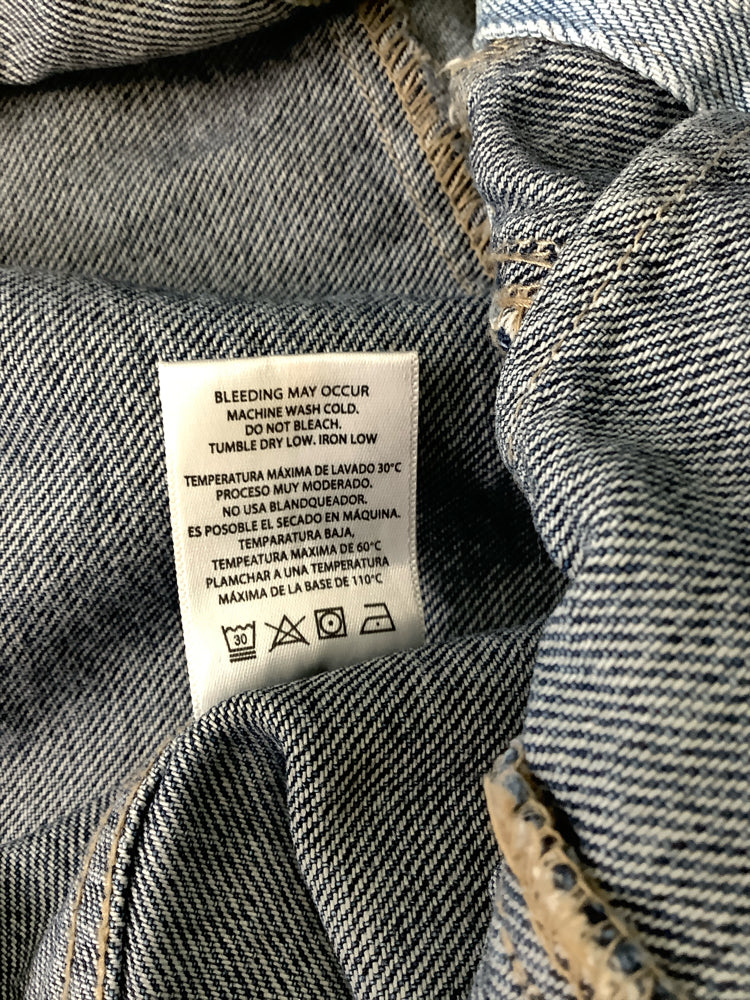 BLEEDING MAY OCCUR
MACHINE WASH COLD.
DO NOT BLEACH.
TUMBLE DRY LOW. IRON LOW
TEMPERATURA MÁXIMA DE LAVADO 30°C
PROCESO MUY MODERADO.
NO USA BLANDQUEADOR.
ES POSOBLE EL SECADO EN MÁQUINA.
TEMPARATURA BAJA,
TEMPEATURA MAXIMA DE 60°C
PLAMCHAR A UNA TEMPERATURA
MÁXIMA DE LA BASE DE 110°C
30